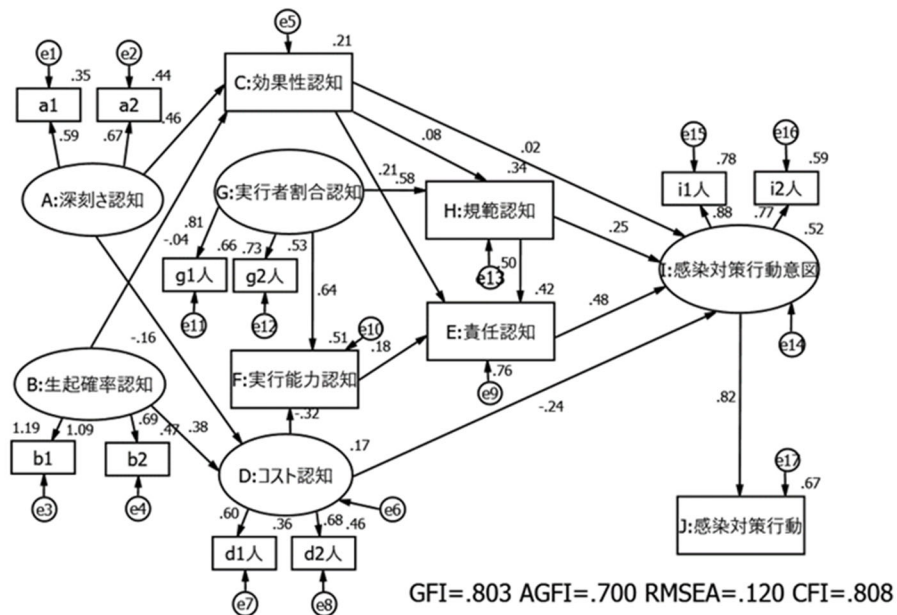 e5
.21
e1
e2
.35
.44
C:効果性認知
a1
a2
.59
.67
.46
A:深刻さ認知
e15
e16
.08
.02
.78
.59
.34
i1人
i2人
G:実行者割合認知
.21
.58
H:規範認知
.88
.77
.81
-.04
.66
.73
.53
.25
.52
g1人
g2人
e13
.50
I:感染対策行動意図
e11
e12
.64
.42
e10
.51
.18
E:責任認知
.48
e14
-.16
B:生起確率認知
F:実行能力認知
.76
e9
-.32
-.24
.82
1.19
1.09
.69
.47
.38
.17
b1
b2
D:コスト認知
e17
.67
e3
e4
e6
.60
.36
.68
.46
J:感染対策行動
d1人
d2人
e7
e8
GFI=.803 AGFI=.700 RMSEA=.120 CFI=.808